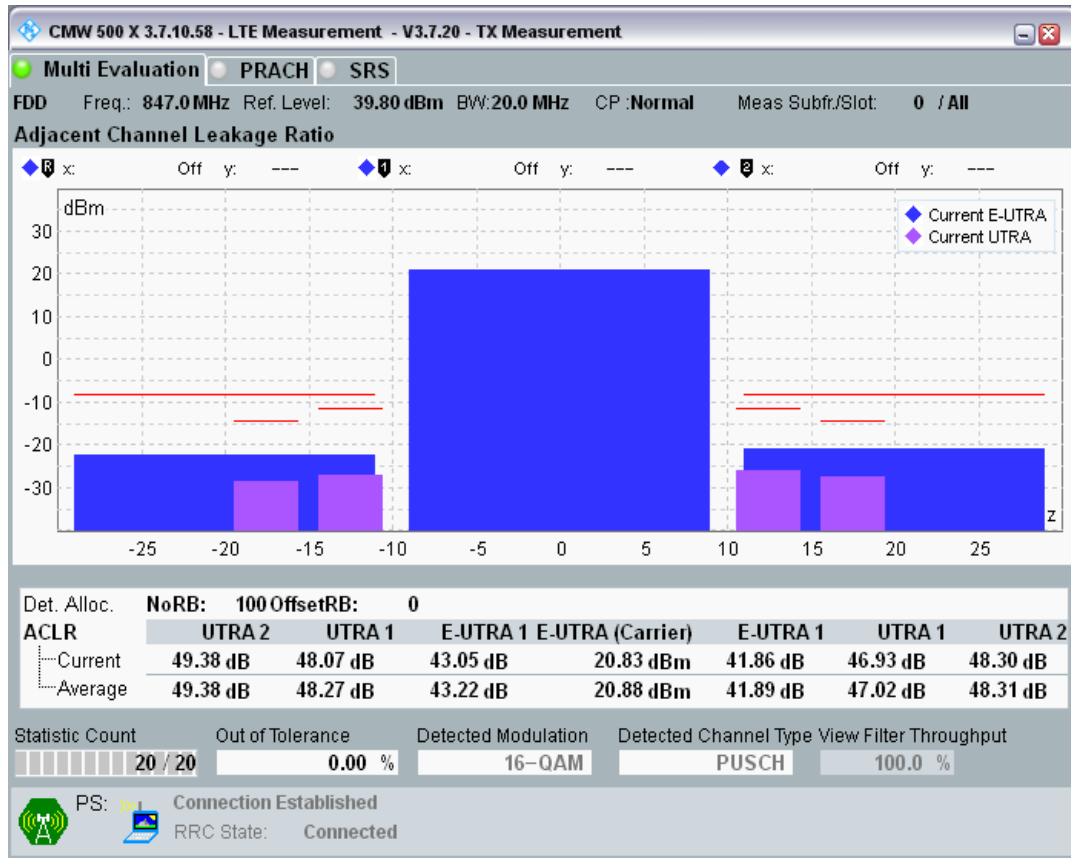 CMW 500 X 3.7.10.58 - LTE Measurement - V3.7.20 - TX Measurement
Multi Evaluation PRACH SRS
FDD Freq.: 847.0 MHz Ref. Level: 39.80 dBm BW:20.0 MHz CP :Normal Meas Subfr./Slot: 0 / All
Adjacent Channel Leakage Ratio
R x: Off y: --- 1 x: Off y: --- 2 x: Off y: ---
dBm
Current E-UTRA
Current UTRA
30
20
10
0
-10
-20
-30
z
-25 -20 -15 -10 -5 0 5 10 15 20 25
Det. Alloc. NoRB: 100 OffsetRB: 0
ACLR UTRA 2 UTRA 1 E-UTRA 1 E-UTRA (Carrier) E-UTRA 1 UTRA 1 UTRA 2
Current 49.38 dB 48.07 dB 43.05 dB 20.83 dBm 41.86 dB 46.93 dB 48.30 dB
Average 49.38 dB 48.27 dB 43.22 dB 20.88 dBm 41.89 dB 47.02 dB 48.31 dB
Statistic Count Out of Tolerance Detected Modulation Detected Channel Type View Filter Throughput
20 / 20 0.00 % 16-QAM PUSCH 100.0 %
PS: Connection Established
RRC State: Connected